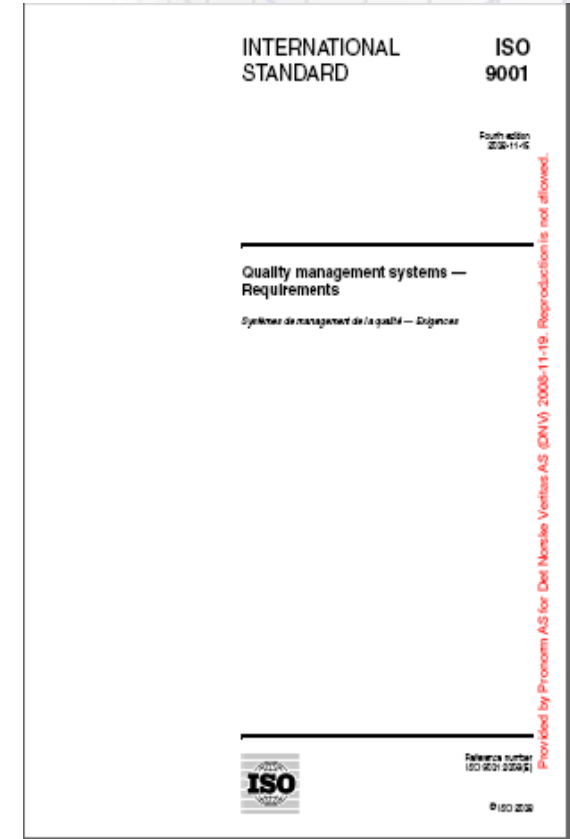 INTERNATIONAL
STANDARD
ISO
9001
Fourth edition
2008-11-15
Quality management systems —
Requirements
Systèmes de management de la qualité — Exigences
Provided by Pronorm AS for Det Norske Veritas AS (DNV) 2008-11-19. Reproduction is not allowed.
ISO
Reference number
ISO 9001:2008(E)
© ISO 2008